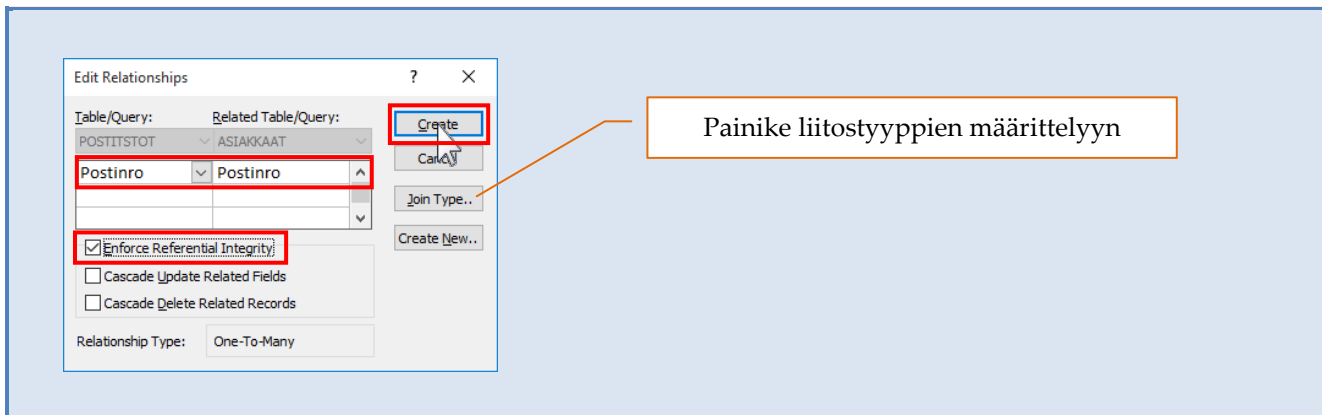 Edit Relationships ? ×
Table/Query: Related Table/Query:
POSTITSTOT ASIAKKAAT
Postinro Postinro
Enforce Referential Integrity
Cascade Update Related Fields
Cascade Delete Related Records
Relationship Type: One-To-Many
Create
Join Type..
Create New..
Painike liitostyyppien määrittelyyn